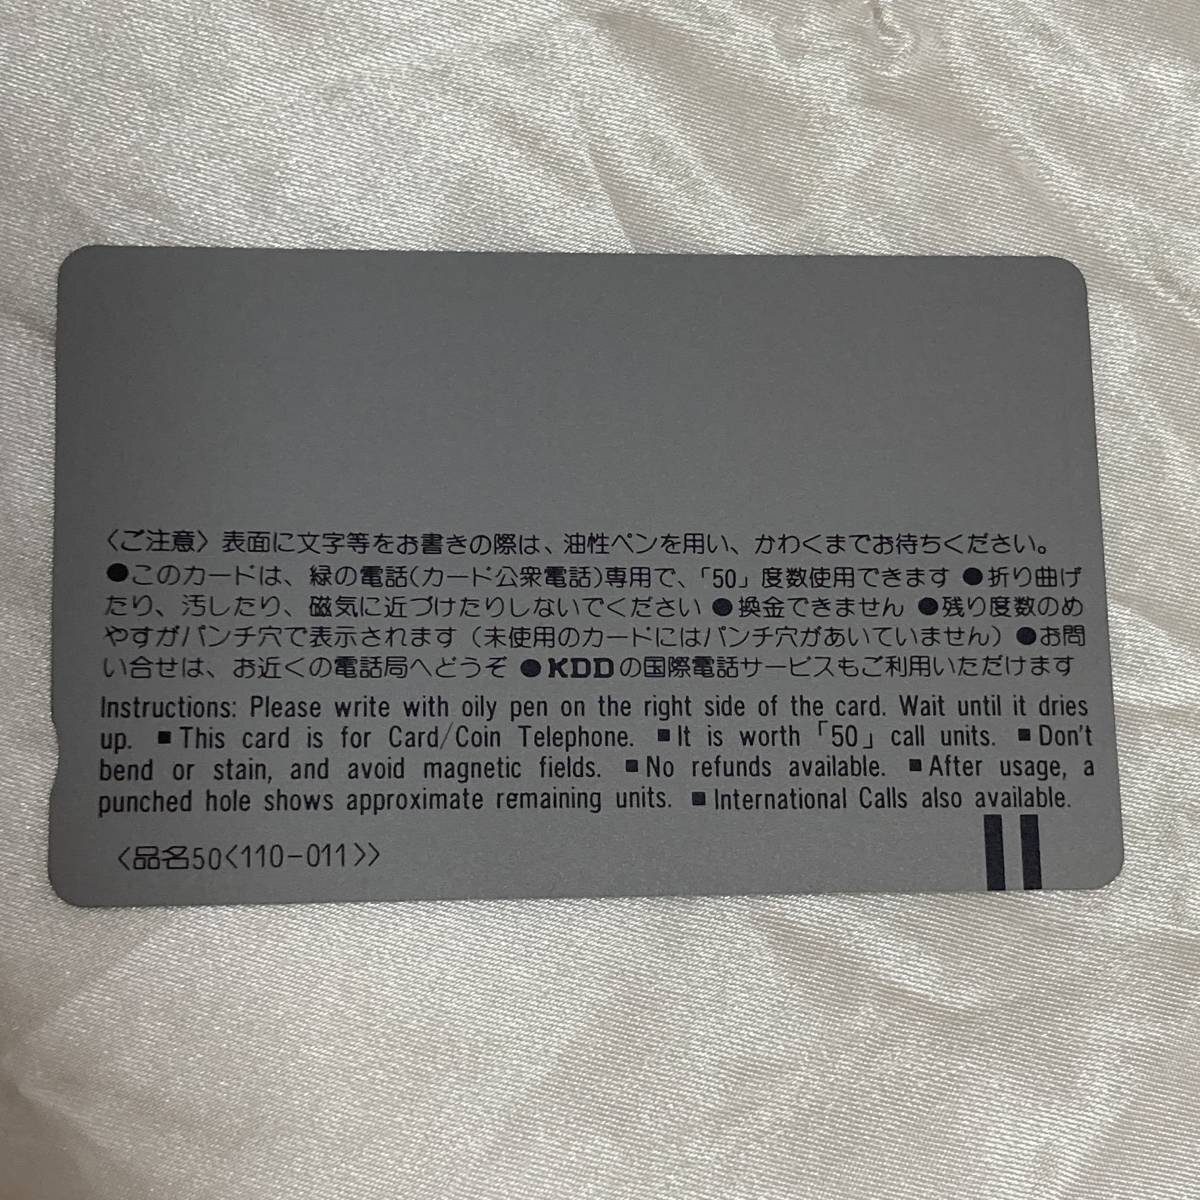 〈ご注意〉表面に文字等をお書きの際は、油性ペンを用い、かわくまでお待ちください。
●このカードは、緑の電話(カード公衆電話)専用で、「50」度数使用できます ●折り曲げ
たり、汚したり、磁気に近づけたりしないでください ●換金できません ●残り度数のめ
やすがパンチ穴で表示されます(未使用のカードにはパンチ穴があいていません) ●お問
い合せは、お近くの電話局へどうぞ ●KDDの国際電話サービスもご利用いただけます
Instructions: Please write with oily pen on the right side of the card. Wait until it dries
up. ■This card is for Card/Coin Telephone. ■It is worth「50」call units. ■Don't
bend or stain, and avoid magnetic fields. ■No refunds available. ■After usage, a
punched hole shows approximate remaining units. ■International Calls also available.
〈品名50〈110-011〉〉